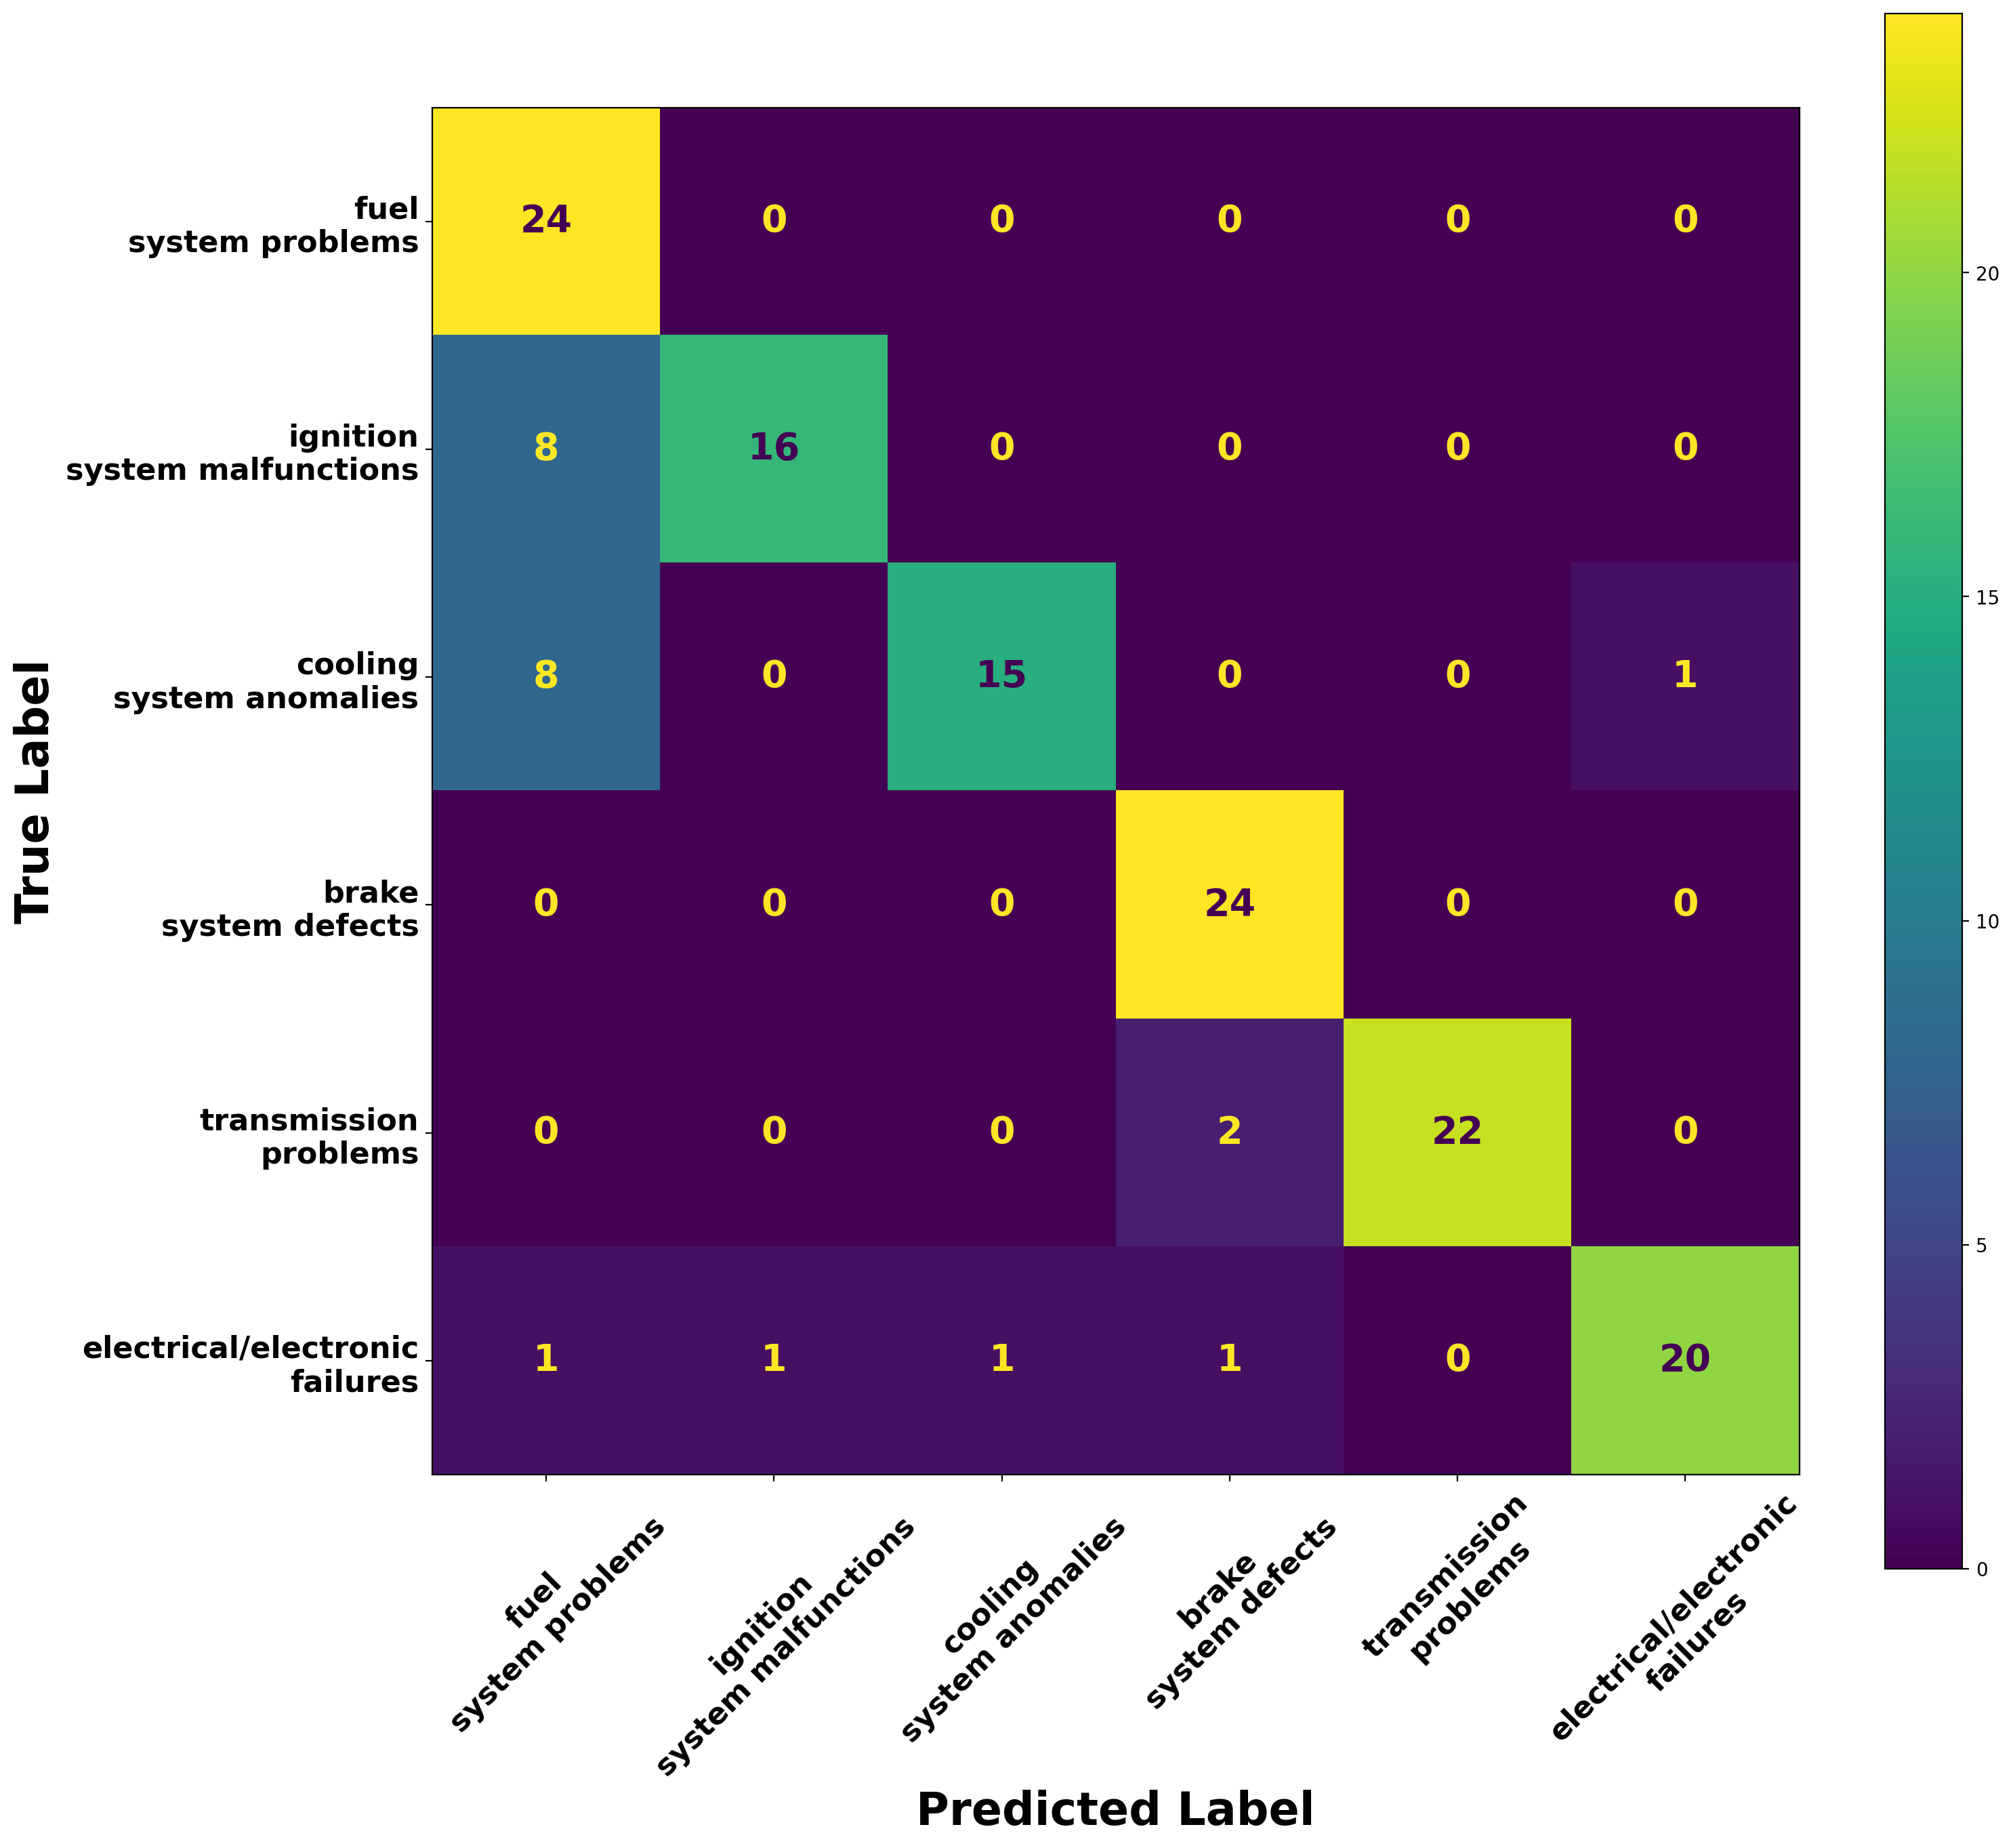 fuel
system problems
24 0 0 0 0 0
ignition
system malfunctions
8 16 0 0 0 0
cooling
system anomalies
8 0 15 0 0 1
brake
system defects
0 0 0 24 0 0
transmission
problems
0 0 0 2 22 0
electrical/electronic
failures
1 1 1 1 0 20
True Label
fuel
system problems
ignition
system malfunctions
cooling
system anomalies
brake
system defects
transmission
problems
electrical/electronic
failures
Predicted Label
20
15
10
5
0